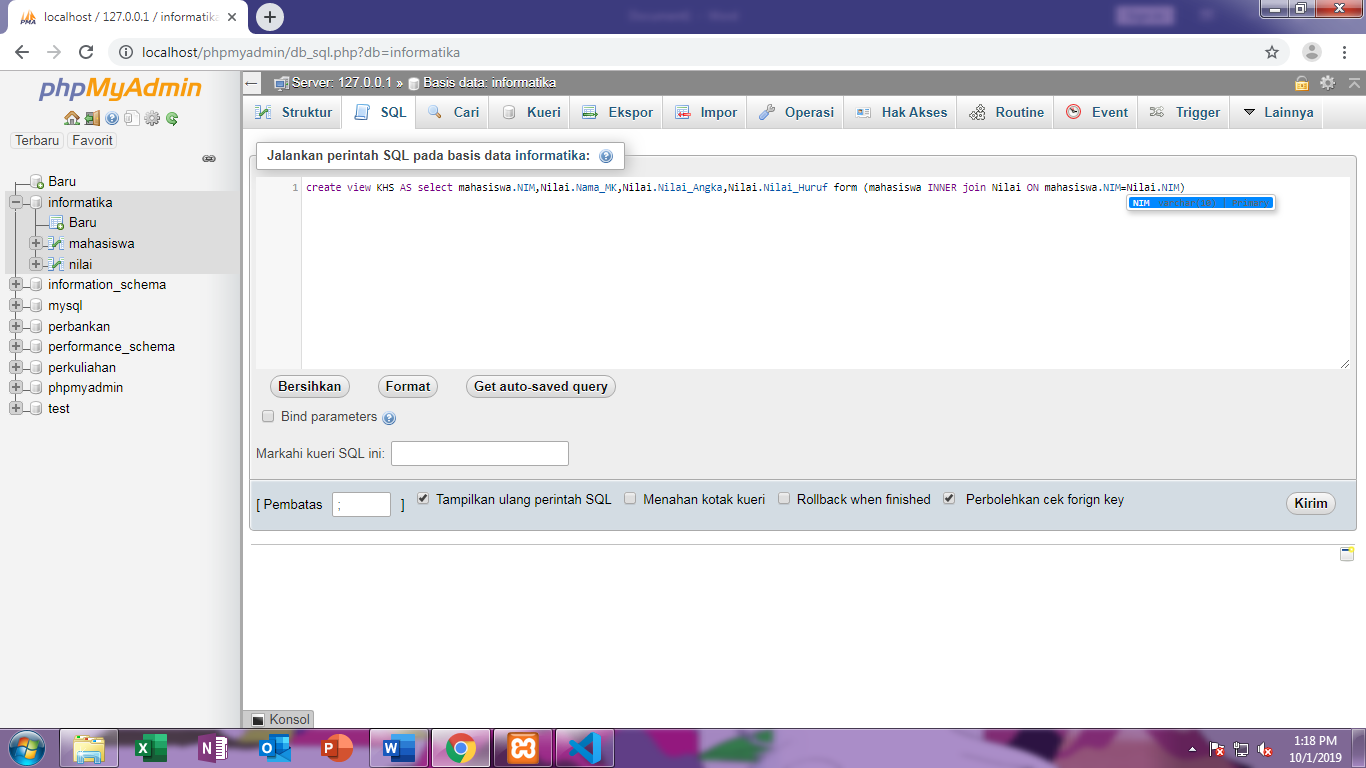 localhost / 127.0.0.1 / informatika
localhost/phpmyadmin/db_sql.php?db=informatika
phpMyAdmin
Terbaru Favorit
Baru
informatika
Baru
mahasiswa
nilai
information_schema
mysql
perbankan
performance_schema
perkuliahan
phpmyadmin
test
Server: 127.0.0.1 » Basis data: informatika
Struktur SQL Cari Kueri Ekspor Impor Operasi Hak Akses Routine Event Trigger Lainnya
Jalankan perintah SQL pada basis data informatika:
1 create view KHS AS select mahasiswa.NIM,Nilai.Nama_MK,Nilai.Nilai_Angka,Nilai.Nilai_Huruf form (mahasiswa INNER join Nilai ON mahasiswa.NIM=Nilai.NIM)
NIM
Bersihkan Format Get auto-saved query
Bind parameters
Markahi kueri SQL ini:
[ Pembatas ; ] Tampilkan ulang perintah SQL Menahan kotak kueri Rollback when finished Perbolehkan cek forign key Kirim
Konsol
1:18 PM
10/1/2019